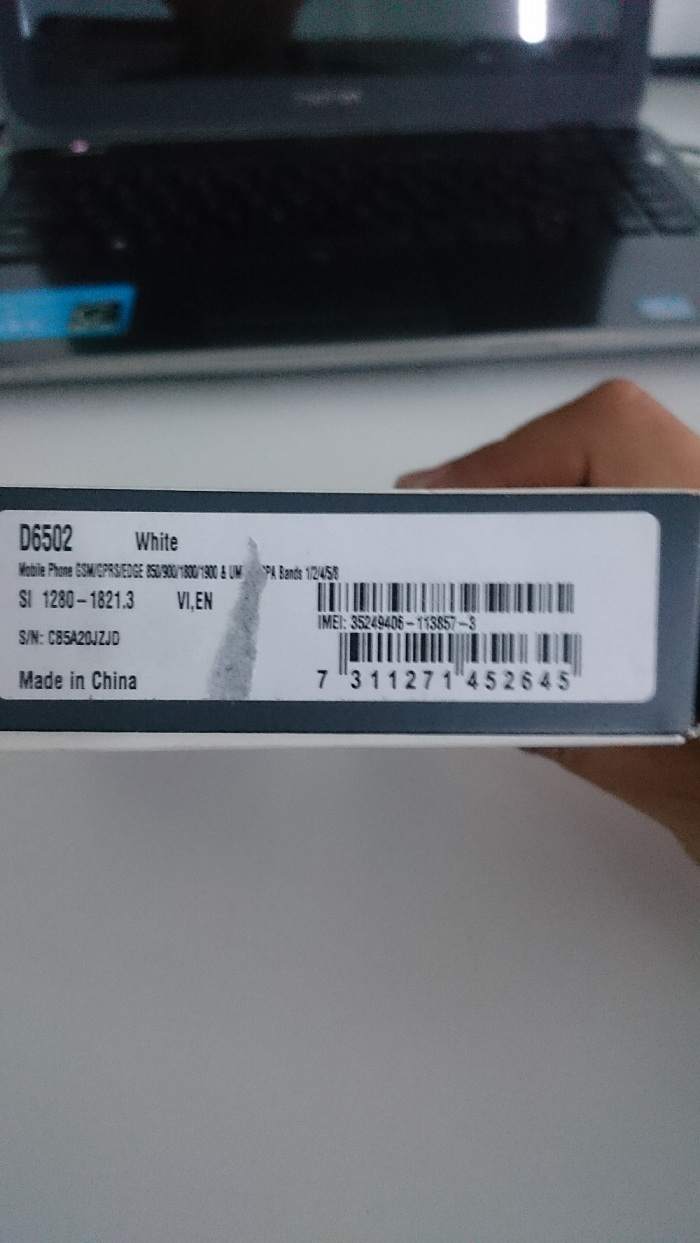 D6502 White
Mobile Phone GSM/GPRS/EDGE 850/900/1800/1900 & UM PA Bands 1/2/4/5/8
SI 1280-1821.3 VI,EN
IMEI: 35249406-113857-3
S/N: CB5A20JZJD
Made in China
7 311271 452645